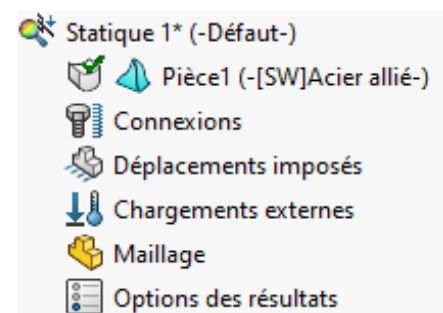 Statique 1* (-Défaut-)
Pièce1 (-[SW]Acier allié-)
Connexions
Déplacements imposés
Chargements externes
Maillage
Options des résultats